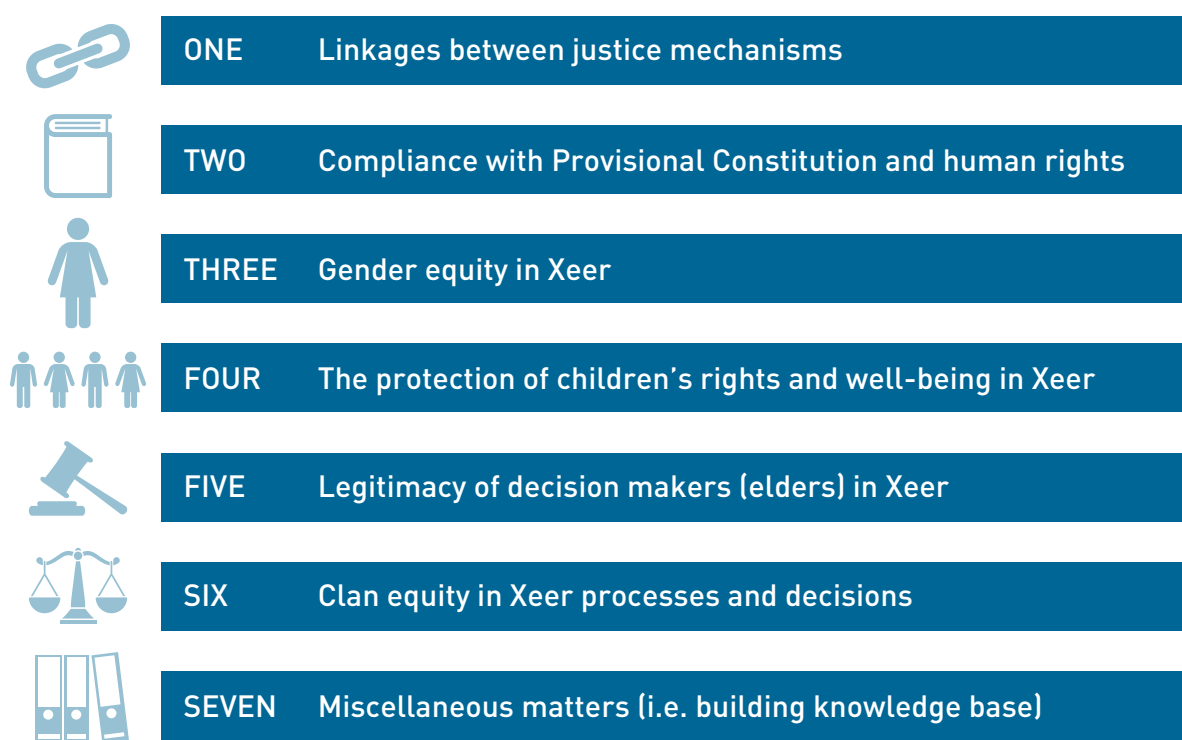 ONE Linkages between justice mechanisms
TWO Compliance with Provisional Constitution and human rights
THREE Gender equity in Xeer
FOUR The protection of children’s rights and well-being in Xeer
FIVE Legitimacy of decision makers (elders) in Xeer
SIX Clan equity in Xeer processes and decisions
SEVEN Miscellaneous matters (i.e. building knowledge base)